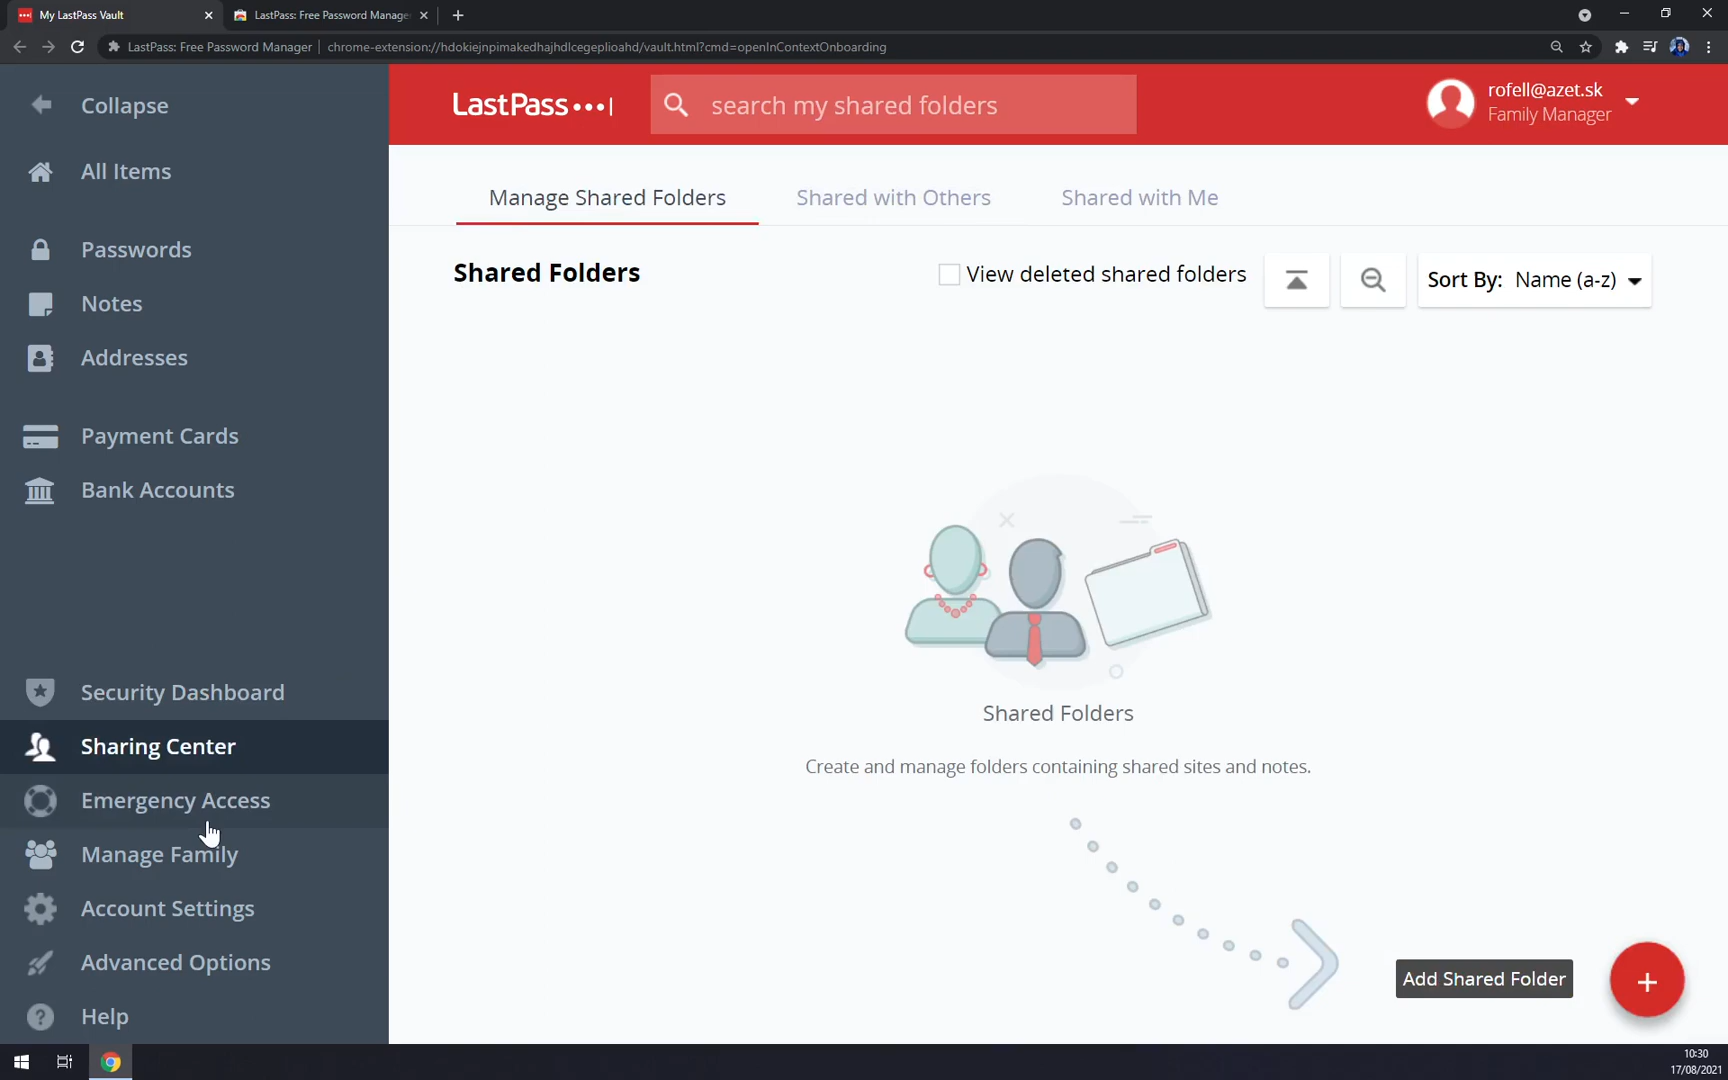 My LastPass Vault
LastPass: Free Password Manage
LastPass: Free Password Manager
chrome-extension://hdokiejnpimakedhajhdlcegeplioahd/vault.html?cmd=openInContextOnboarding
Collapse
All Items
Passwords
Notes
Addresses
Payment Cards
Bank Accounts
Security Dashboard
Sharing Center
Emergency Access
Manage Family
Account Settings
Advanced Options
Help
LastPass
search my shared folders
rofell@azet.sk
Family Manager
Manage Shared Folders
Shared with Others
Shared with Me
Shared Folders
View deleted shared folders
Sort By: Name (a-z)
Shared Folders
Create and manage folders containing shared sites and notes.
Add Shared Folder
10:30
17/08/2021